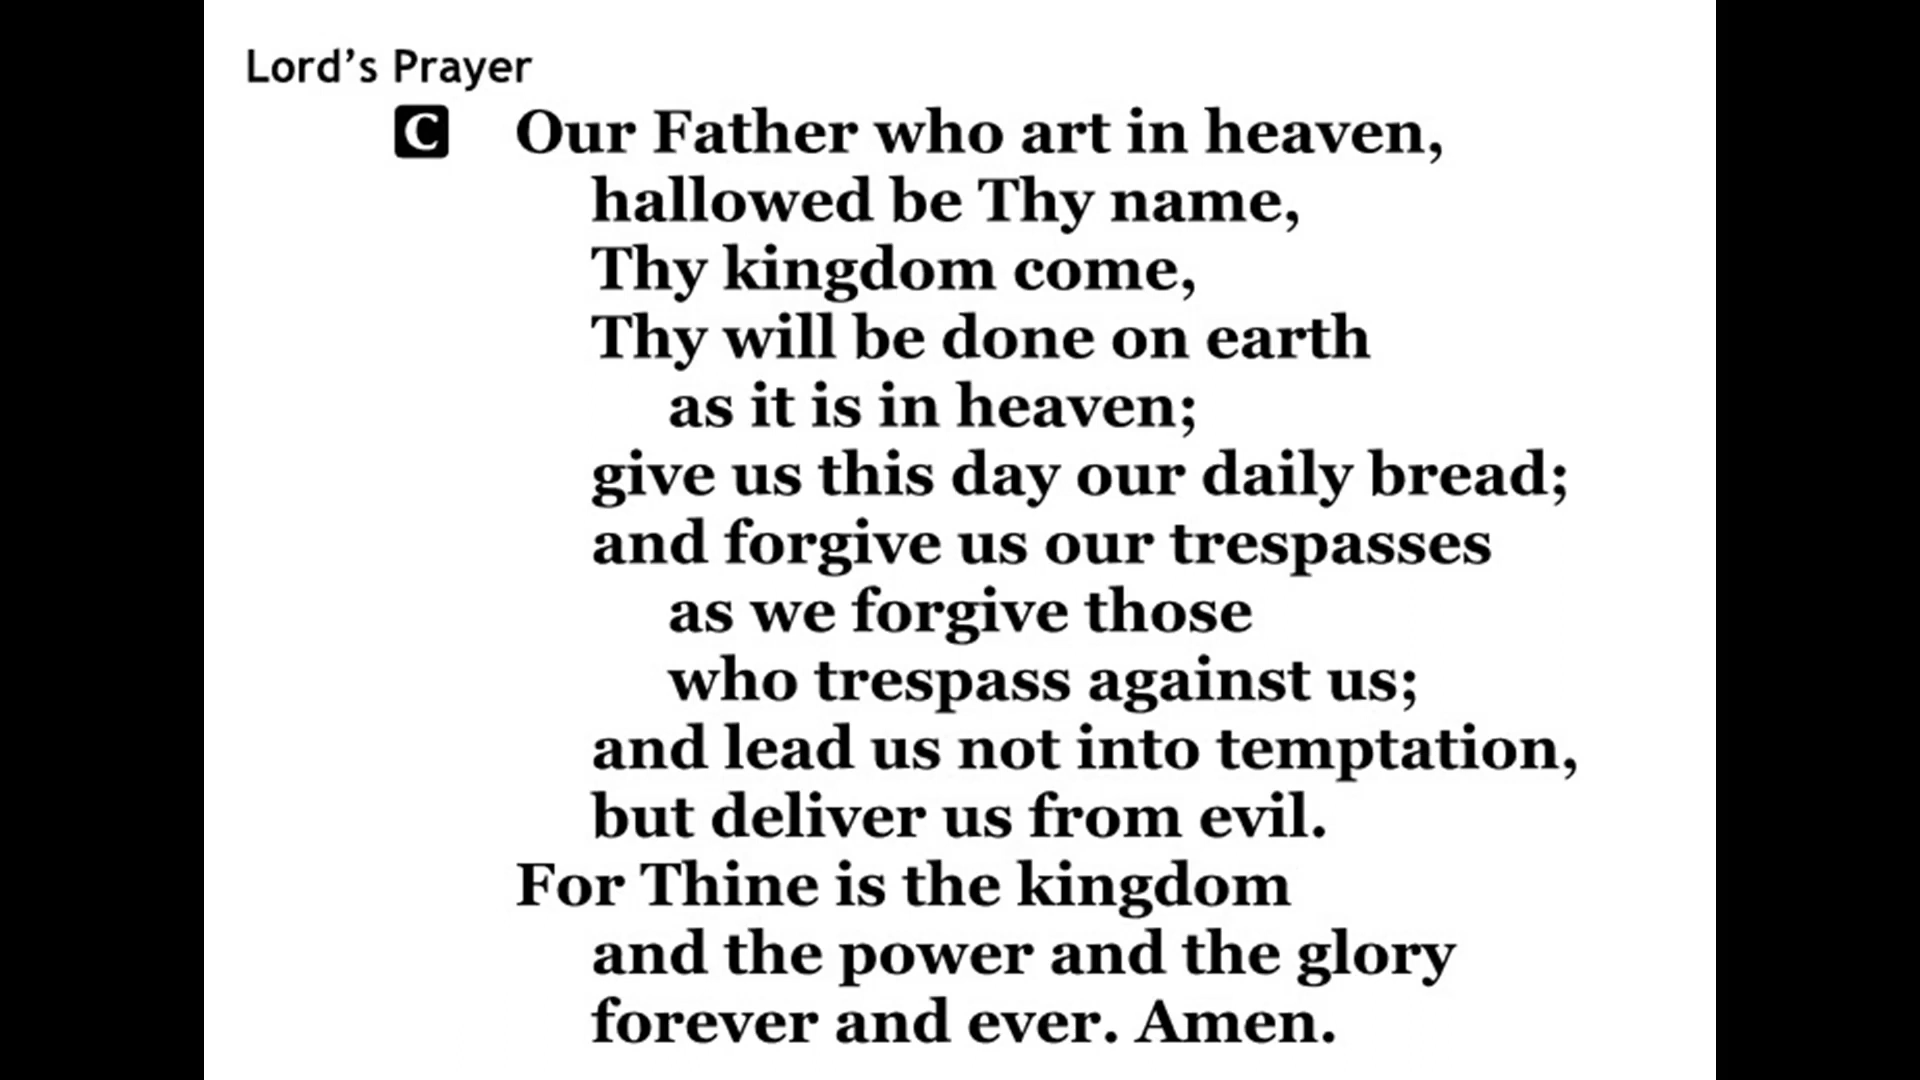 Lord’s Prayer
C Our Father who art in heaven,
hallowed be Thy name,
Thy kingdom come,
Thy will be done on earth
as it is in heaven;
give us this day our daily bread;
and forgive us our trespasses
as we forgive those
who trespass against us;
and lead us not into temptation,
but deliver us from evil.
For Thine is the kingdom
and the power and the glory
forever and ever. Amen.